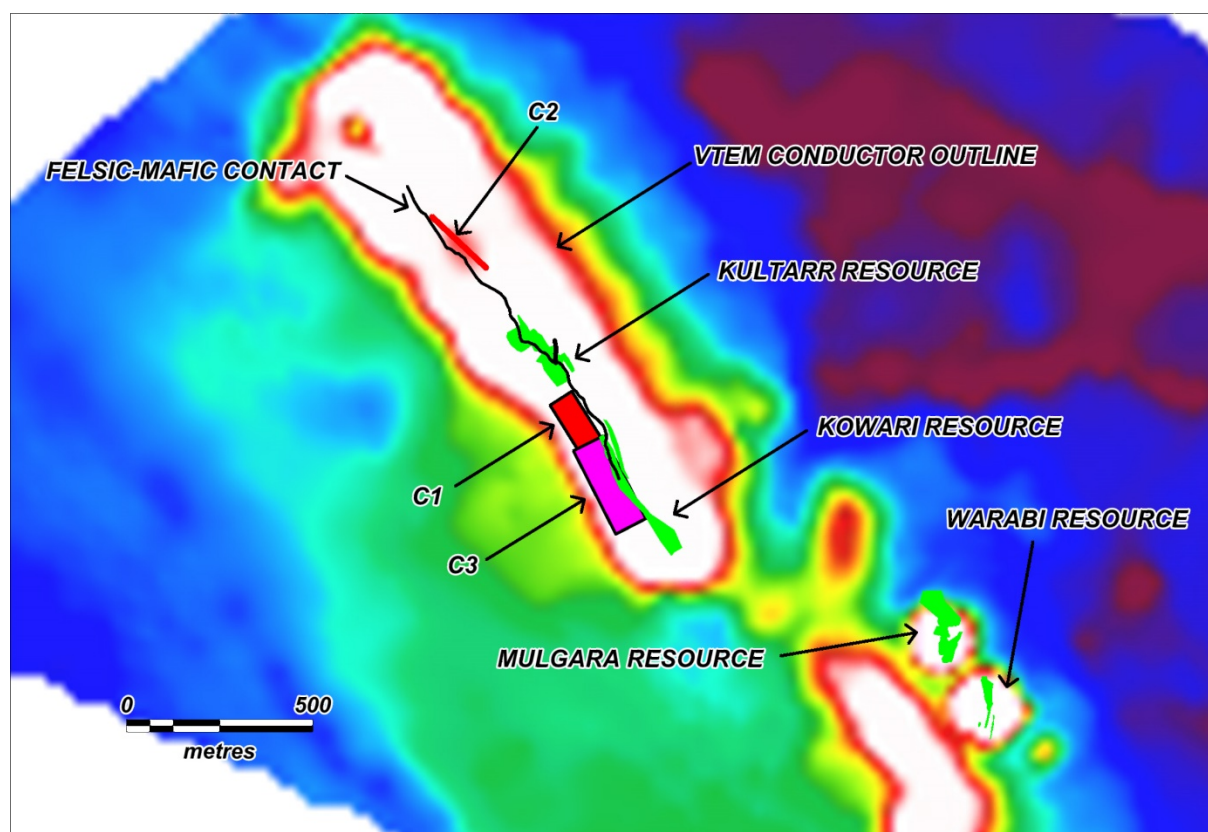 C2
VTEM CONDUCTOR OUTLINE
FELSIC-MAFIC CONTACT
KULTARR RESOURCE
KOWARI RESOURCE
C1
WARABI RESOURCE
C3
MULGARA RESOURCE
0 500
metres